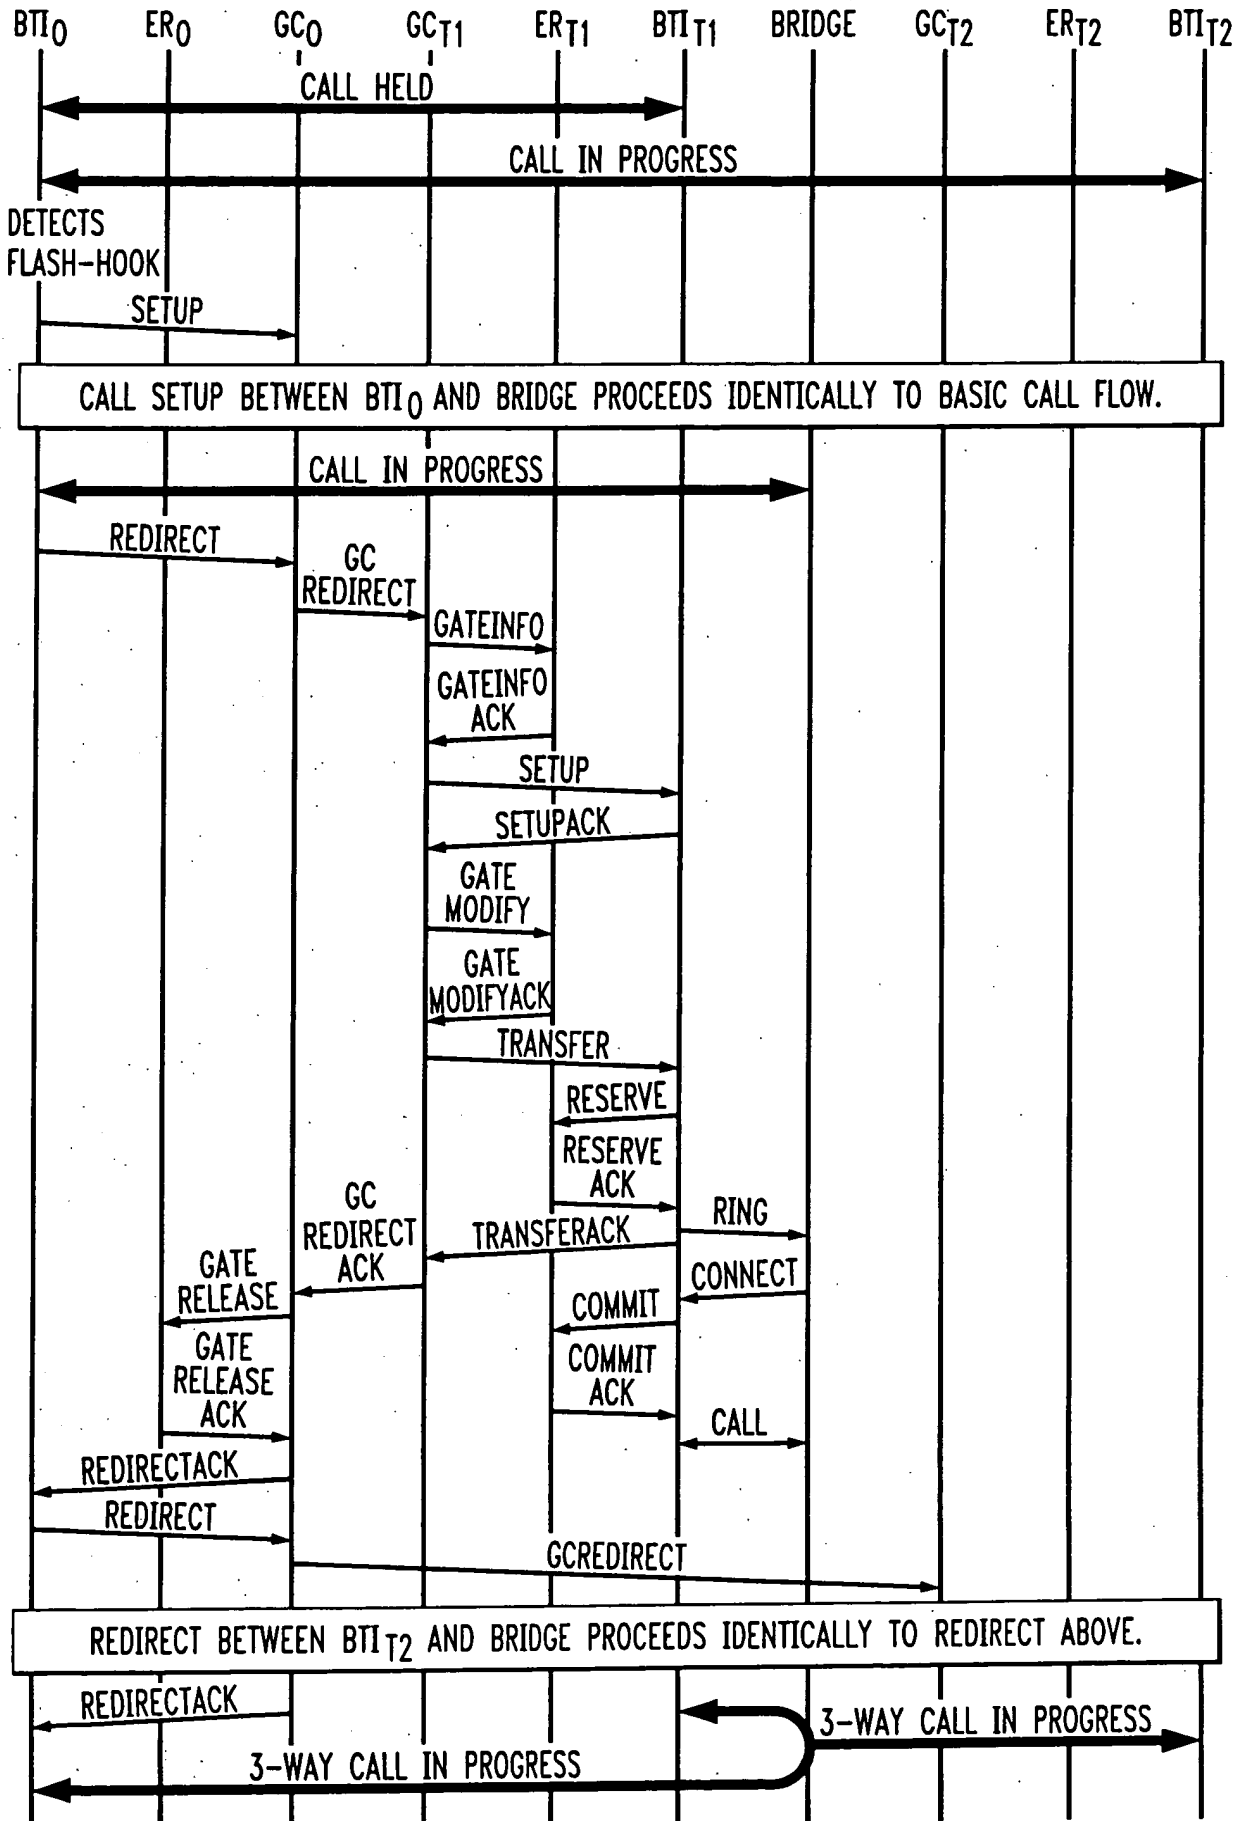 BTI0 ER0 GC0 GCT1 ERT1 BTIT1 BRIDGE GCT2 ERT2 BTIT2
CALL HELD
CALL IN PROGRESS
DETECTS
FLASH-HOOK
SETUP
CALL SETUP BETWEEN BTI0 AND BRIDGE PROCEEDS IDENTICALLY TO BASIC CALL FLOW.
CALL IN PROGRESS
REDIRECT
GC
REDIRECT
GATEINFO
GATEINFO
ACK
SETUP
SETUPACK
GATE
MODIFY
GATE
MODIFYACK
TRANSFER
RESERVE
RESERVE
ACK
RING
TRANSFERACK
GC
REDIRECT
ACK
CONNECT
GATE
RELEASE
COMMIT
GATE
RELEASE
ACK
COMMIT
ACK
CALL
REDIRECTACK
REDIRECT
GCREDIRECT
REDIRECT BETWEEN BTIT2 AND BRIDGE PROCEEDS IDENTICALLY TO REDIRECT ABOVE.
REDIRECTACK
3-WAY CALL IN PROGRESS
3-WAY CALL IN PROGRESS